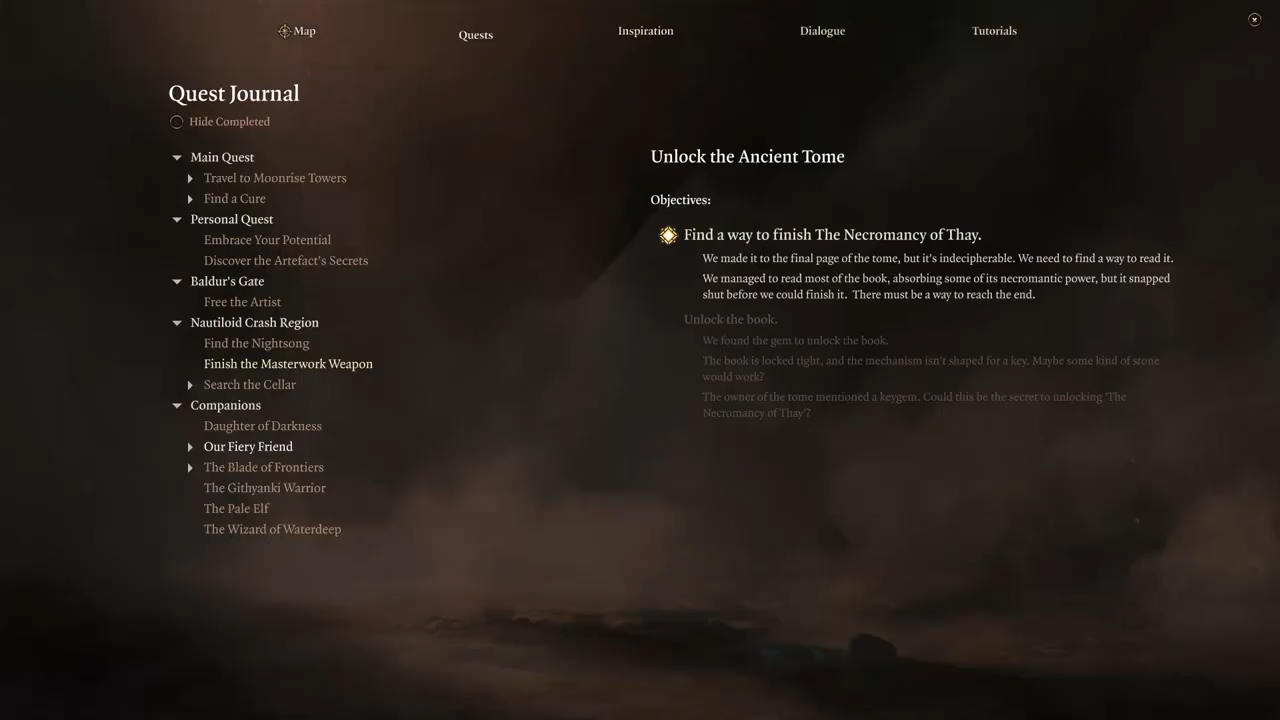 Map
Quests
Inspiration
Dialogue
Tutorials
Quest Journal
Hide Completed
Main Quest
Travel to Moonrise Towers
Find a Cure
Personal Quest
Embrace Your Potential
Discover the Artefact's Secrets
Baldur's Gate
Free the Artist
Nautiloid Crash Region
Find the Nightsong
Finish the Masterwork Weapon
Search the Cellar
Companions
Daughter of Darkness
Our Fiery Friend
The Blade of Frontiers
The Githyanki Warrior
The Pale Elf
The Wizard of Waterdeep
Unlock the Ancient Tome
Objectives:
Find a way to finish The Necromancy of Thay.
We made it to the final page of the tome, but it's indecipherable. We need to find a way to read it.
We managed to read most of the book, absorbing some of its necromantic power, but it snapped
shut before we could finish it. There must be a way to reach the end.
Unlock the book.
We found the gem to unlock the book.
The book is locked tight, and the mechanism isn't shaped for a key. Maybe some kind of stone
would work?
The owner of the tome mentioned a keygem. Could this be the secret to unlocking 'The
Necromancy of Thay'?